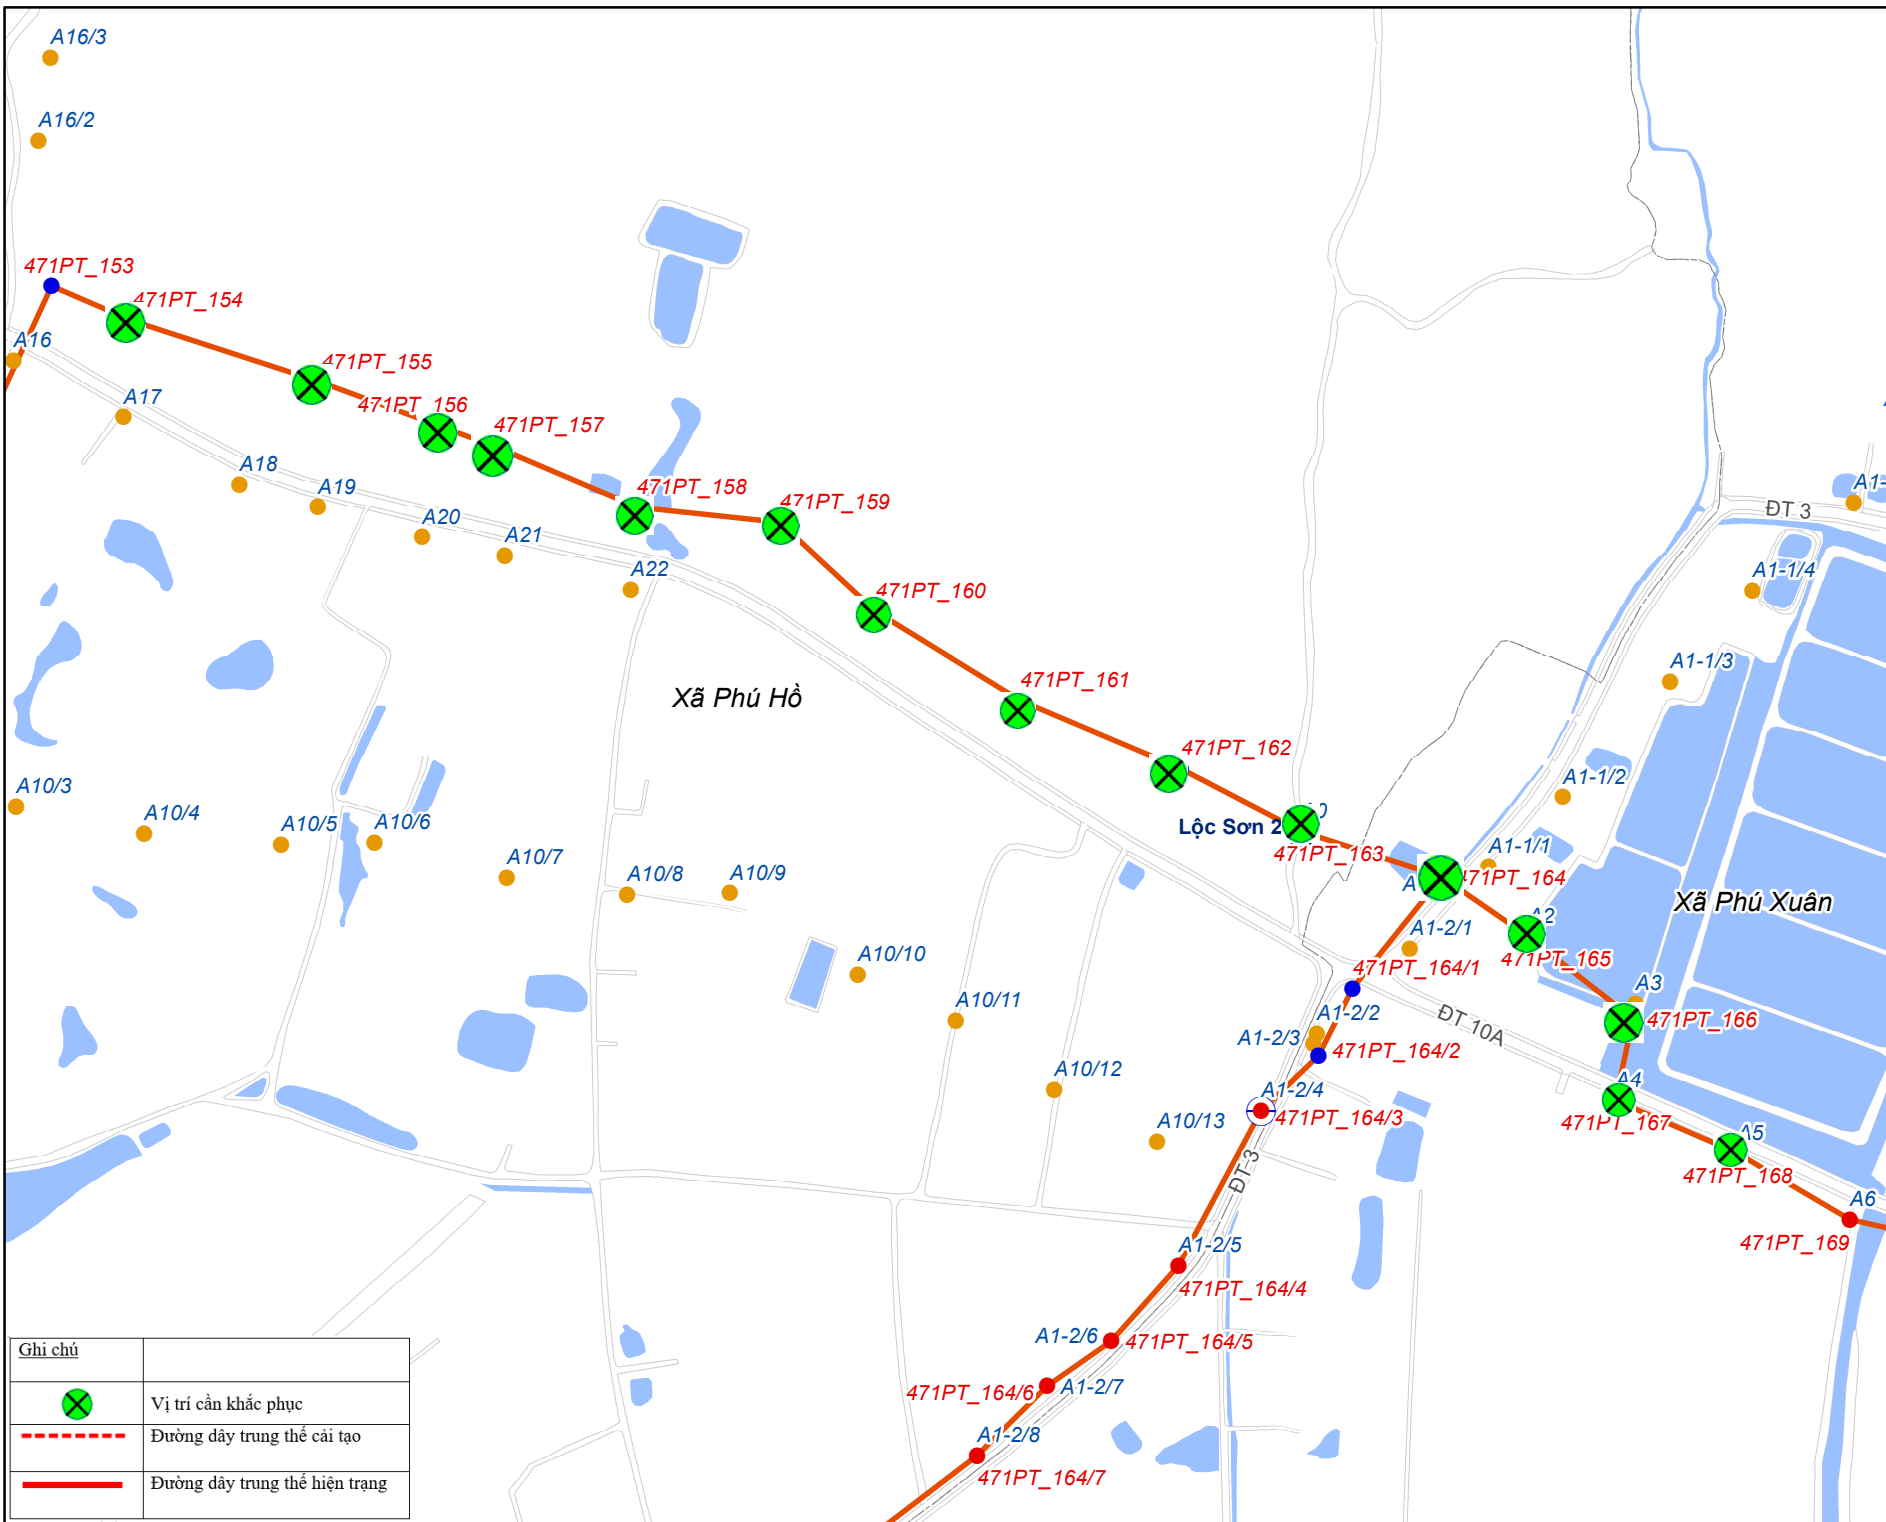 A16/3
A16/2
471PT_153
471PT_154
A16
471PT_155
A17
471PT_156
471PT_157
A18
A19
471PT_158
471PT_159
A20
A21
A22
471PT_160
ĐT 3
A1-
A1-1/4
471PT_161
A1-1/3
Xã Phú Hồ
471PT_162
A1-1/2
A10/3
A10/4
A10/5
A10/6
Lộc Sơn 2
471PT_163
A1-1/1
A
471PT_164
A10/7
A10/8
A10/9
Xã Phú Xuân
A2
A1-2/1
471PT_165
A10/10
471PT_164/1
A3
A10/11
A1-2/2
ĐT 10A
471PT_166
A1-2/3
471PT_164/2
A10/12
A1-2/4
A4
471PT_164/3
A10/13
471PT_167
A5
ĐT 3
471PT_168
A6
A1-2/5
471PT_169
471PT_164/4
A1-2/6
471PT_164/5
471PT_164/6
A1-2/7
A1-2/8
471PT_164/7
Ghi chú
Vị trí cần khắc phục
Đường dây trung thế cải tạo
Đường dây trung thế hiện trạng